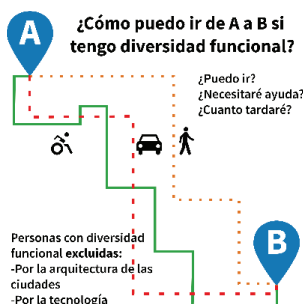 A
¿Cómo puedo ir de A a B si
tengo diversidad funcional?
¿Puedo ir?
¿Necesitaré ayuda?
¿Cuanto tardaré?
B
Personas con diversidad
funcional excluidas:
-Por la arquitectura de las
ciudades
-Por la tecnología